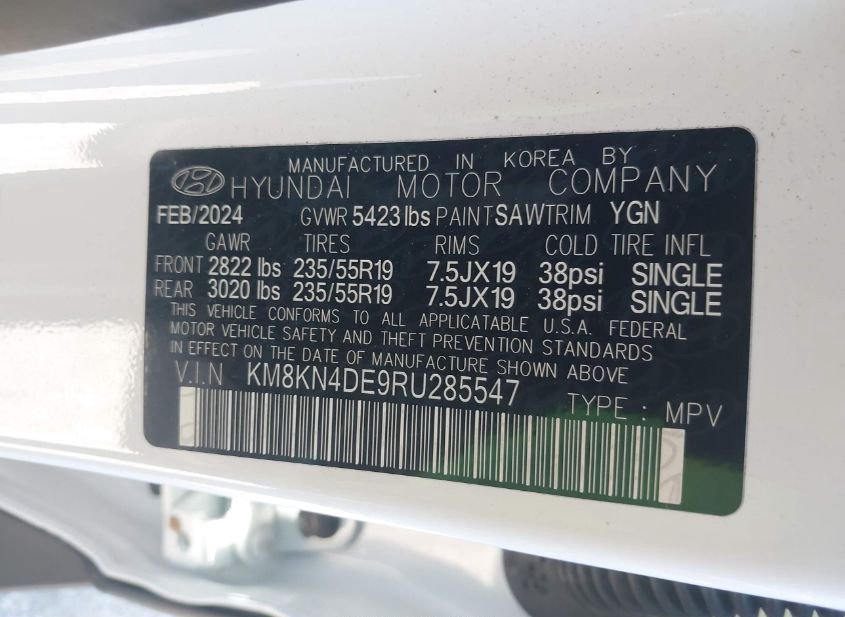 MANUFACTURED IN KOREA BY
HYUNDAI MOTOR COMPANY
FEB/2024 GVWR 5423 lbs PAINT SAW TRIM YGN
GAWR TIRES RIMS COLD TIRE INFL
FRONT 2822 lbs 235/55R19 7.5JX19 38psi SINGLE
REAR 3020 lbs 235/55R19 7.5JX19 38psi SINGLE
THIS VEHICLE CONFORMS TO ALL APPLICATABLE U.S.A. FEDERAL
MOTOR VEHICLE SAFETY AND THEFT PREVENTION STANDARDS
IN EFFECT ON THE DATE OF MANUFACTURE SHOWN ABOVE
V.I.N KM8KN4DE9RU285547 TYPE : MPV